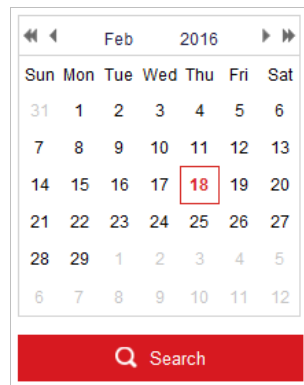 Feb 2016
Sun Mon Tue Wed Thu Fri Sat
31 1 2 3 4 5 6
7 8 9 10 11 12 13
14 15 16 17 18 19 20
21 22 23 24 25 26 27
28 29 1 2 3 4 5
6 7 8 9 10 11 12
Search